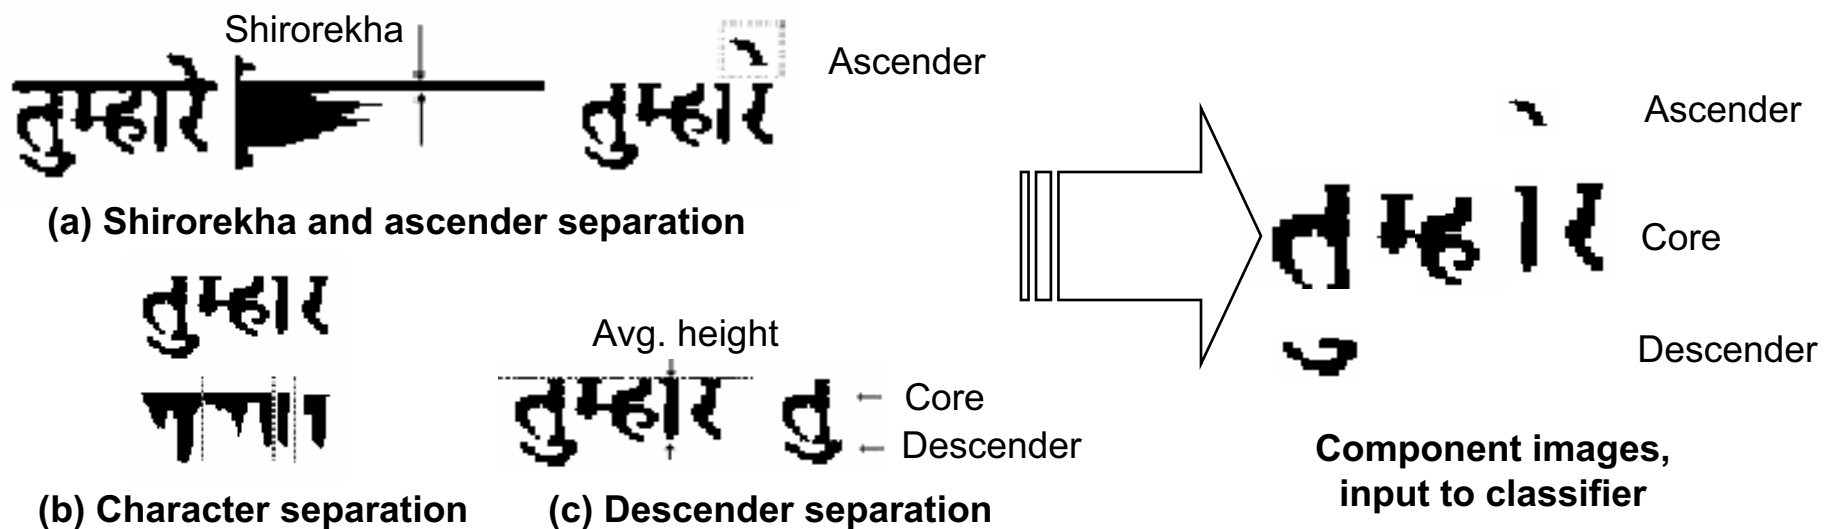 Shirorekha
तुम्हारे
तुम्हार
Ascender
(a) Shirorekha and ascender separation
तुम्हार
(b) Character separation
Avg. height
तुम्हार
तु
Core
Descender
(c) Descender separation
Ascender
त म्ह ा र
Core
Descender
Component images,
input to classifier